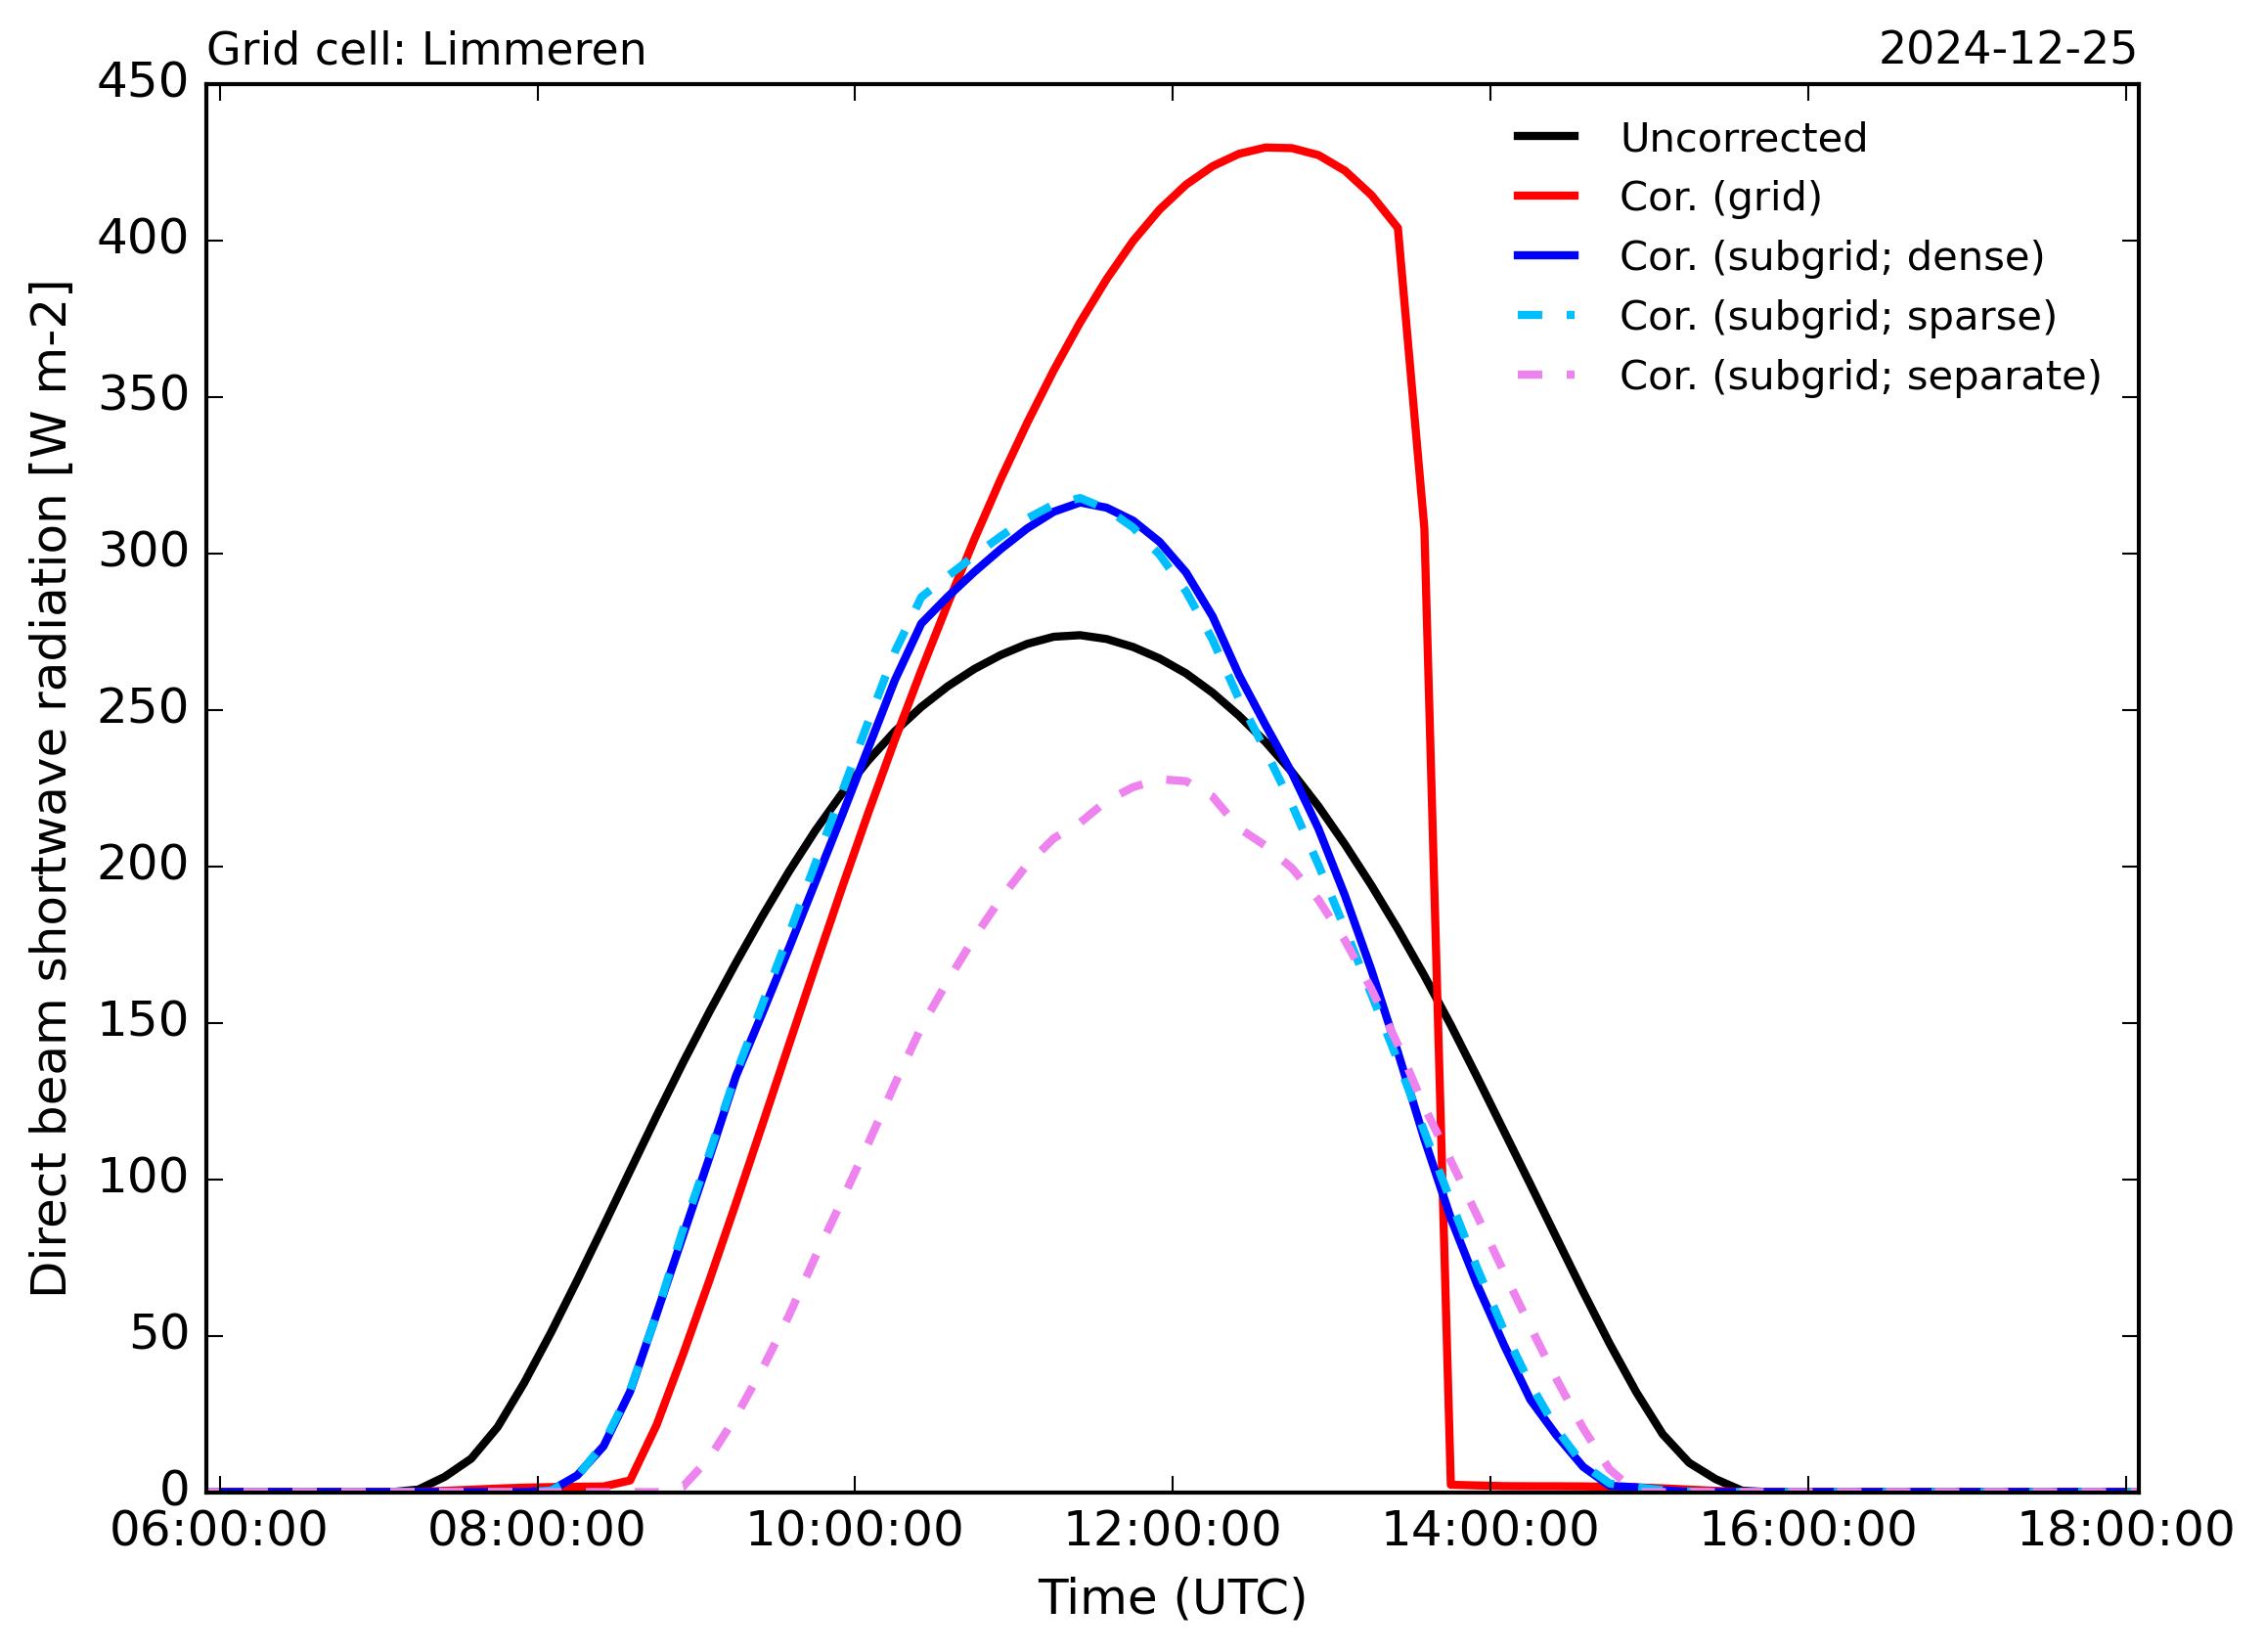 Grid cell: Limmeren
2024-12-25
450
400
350
300
250
200
150
100
50
0
Direct beam shortwave radiation [W m-2]
Uncorrected
Cor. (grid)
Cor. (subgrid; dense)
Cor. (subgrid; sparse)
Cor. (subgrid; separate)
06:00:00 08:00:00 10:00:00 12:00:00 14:00:00 16:00:00 18:00:00
Time (UTC)